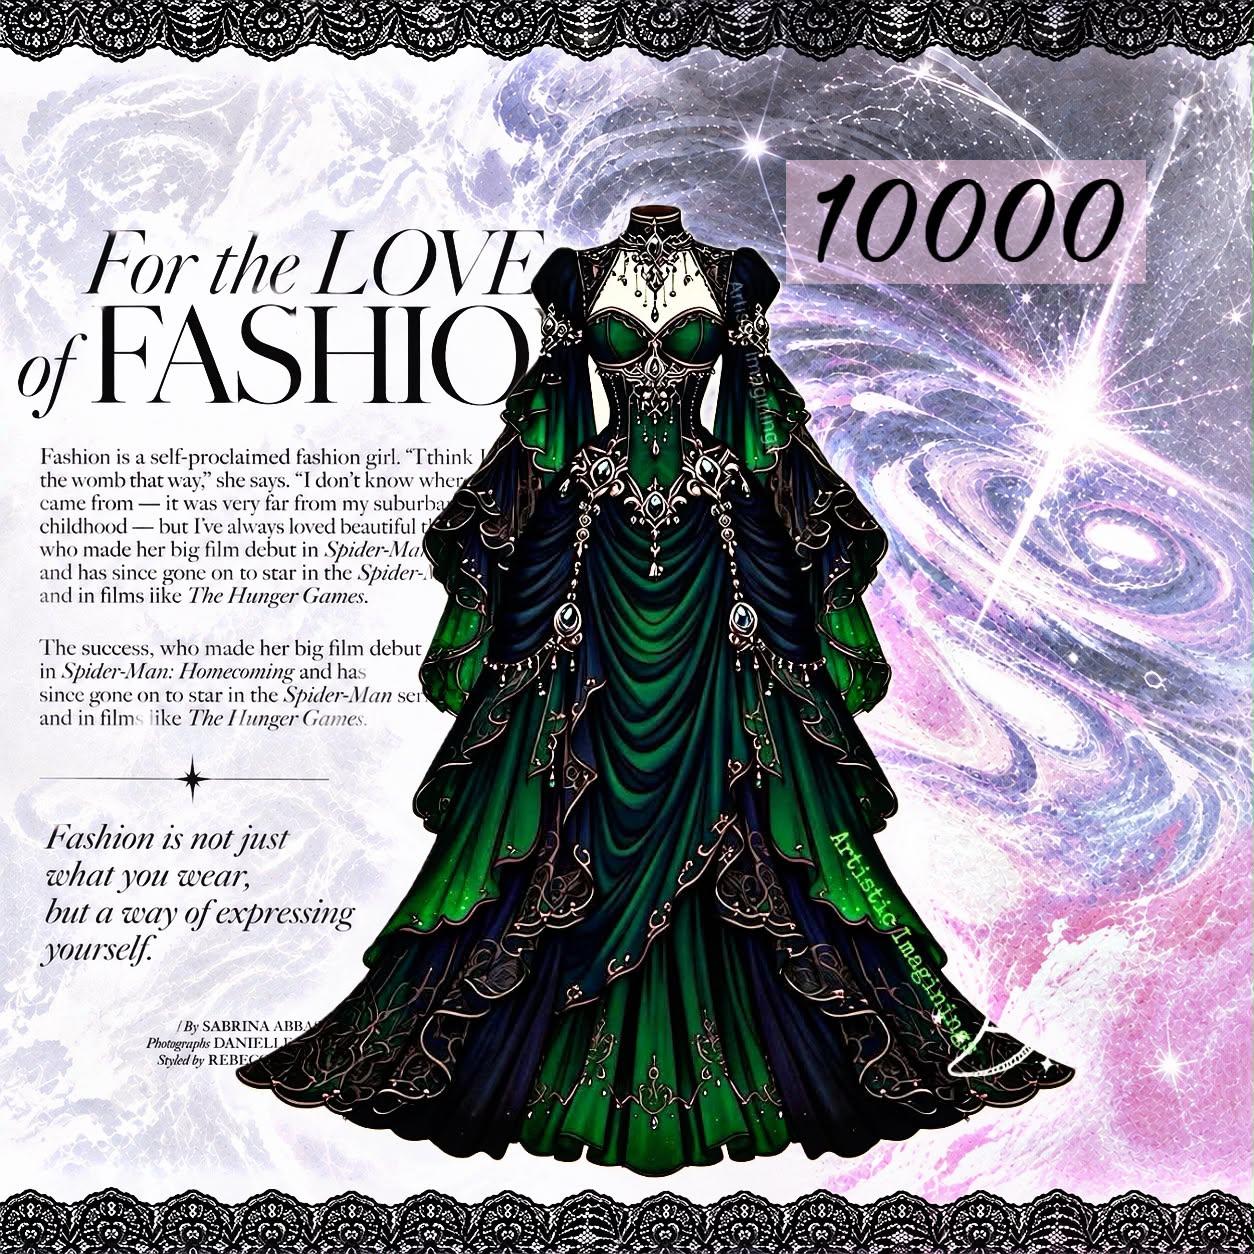 10000
For the LOVE
of FASHIO
Fashion is a self-proclaimed fashion girl. “Tthink I
the womb that way,” she says. “I don’t know when
came from — it was very far from my suburba
childhood — but I’ve always loved beautiful th
who made her big film debut in Spider-Man
and has since gone on to star in the Spider-
and in films iike The Hunger Games.
The success, who made her big film debut
in Spider-Man: Homecoming and has
since gone on to star in the Spider-Man ser
and in films like The Hunger Games.
Fashion is not just
what you wear,
but a way of expressing
yourself.
/ By SABRINA ABBA
Photographs DANIELLE
Styled by REBEC
Artistic Imagining
Artistic Imaginings